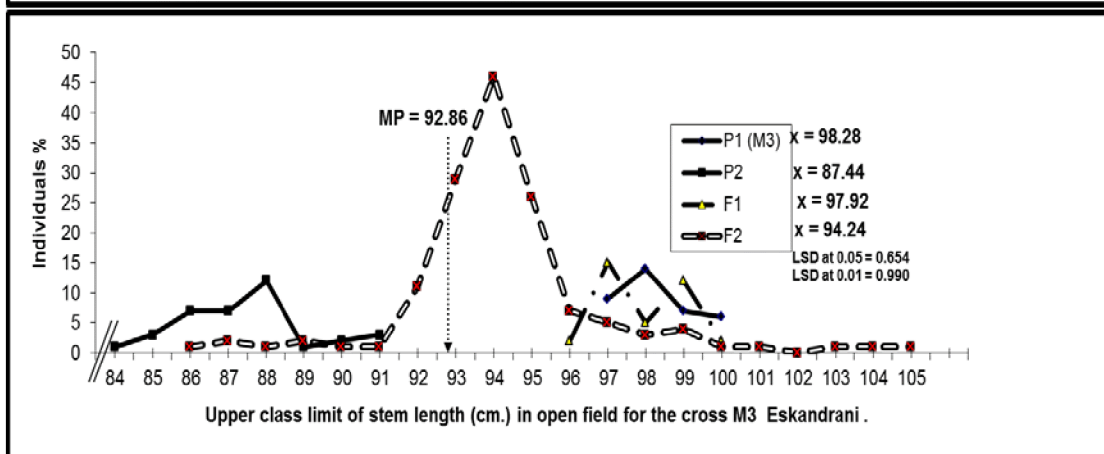 50
45
40
35
30
25
20
15
10
5
0
Individuals %
MP = 92.86
P1 (M3) x = 98.28
P2 x = 87.44
F1 x = 97.92
F2 x = 94.24
LSD at 0.05 = 0.654
LSD at 0.01 = 0.990
84 85 86 87 88 89 90 91 92 93 94 95 96 97 98 99 100 101 102 103 104 105
Upper class limit of stem length (cm.) in open field for the cross M3 Eskandrani .